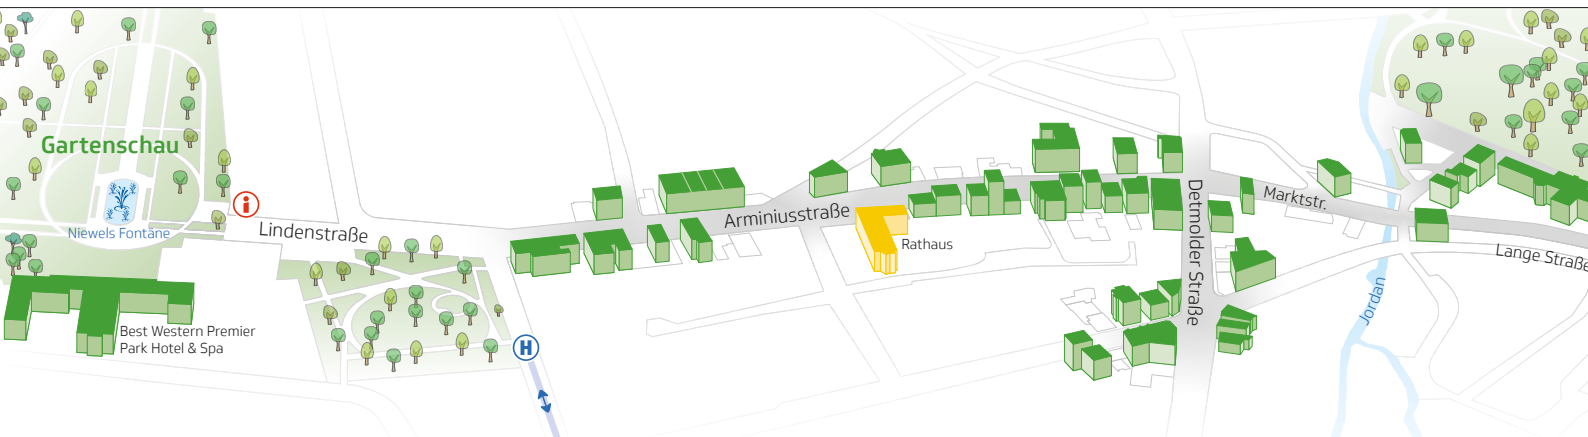 Gartenschau
Niewels Fontäne
Best Western Premier
Park Hotel & Spa
i
Lindenstraße
H
Arminiusstraße
Rathaus
Detmolder Straße
Marktstr.
Jordan
Lange Straße